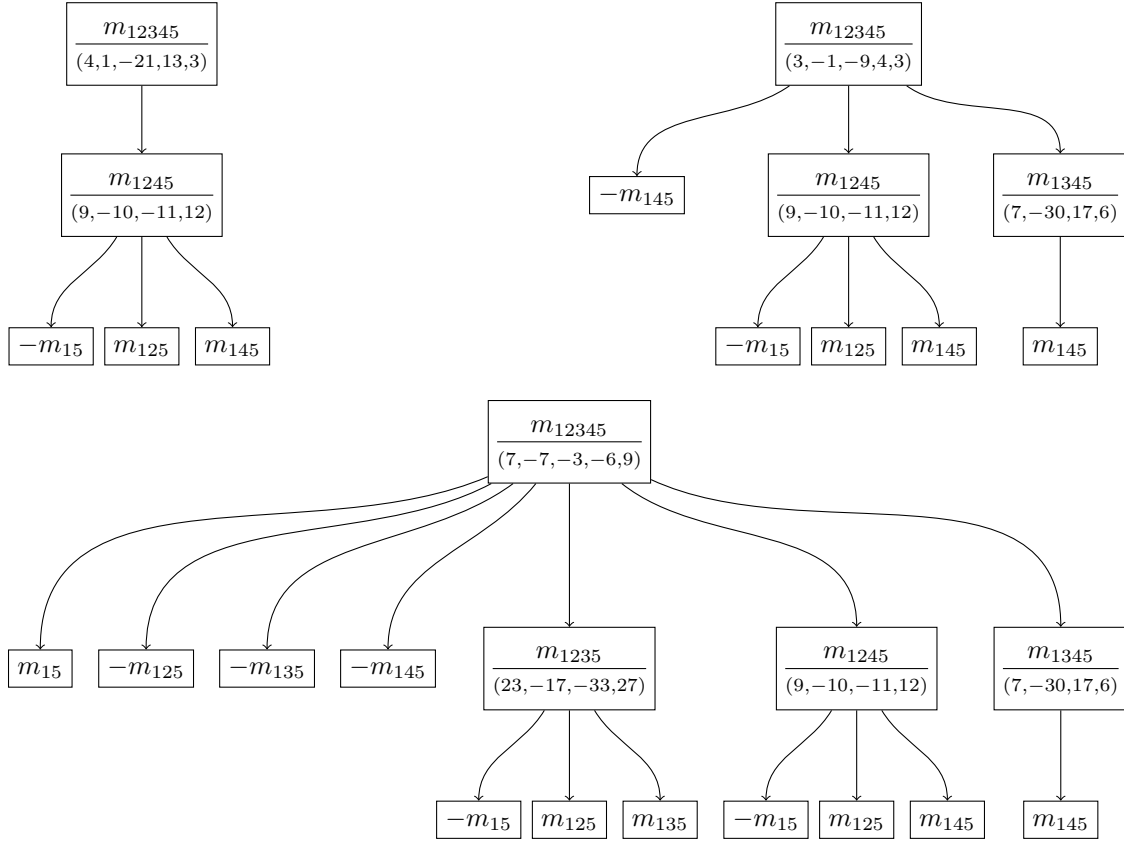 m₁₂₃₄₅
(4,1,−21,13,3)
m₁₂₄₅
(9,−10,−11,12)
−m₁₅ m₁₂₅ m₁₄₅
m₁₂₃₄₅
(3,−1,−9,4,3)
−m₁₄₅
m₁₂₄₅
(9,−10,−11,12)
m₁₃₄₅
(7,−30,17,6)
−m₁₅ m₁₂₅ m₁₄₅ m₁₄₅
m₁₂₃₄₅
(7,−7,−3,−6,9)
m₁₅ −m₁₂₅ −m₁₃₅ −m₁₄₅
m₁₂₃₅
(23,−17,−33,27)
m₁₂₄₅
(9,−10,−11,12)
m₁₃₄₅
(7,−30,17,6)
−m₁₅ m₁₂₅ m₁₃₅ −m₁₅ m₁₂₅ m₁₄₅ m₁₄₅